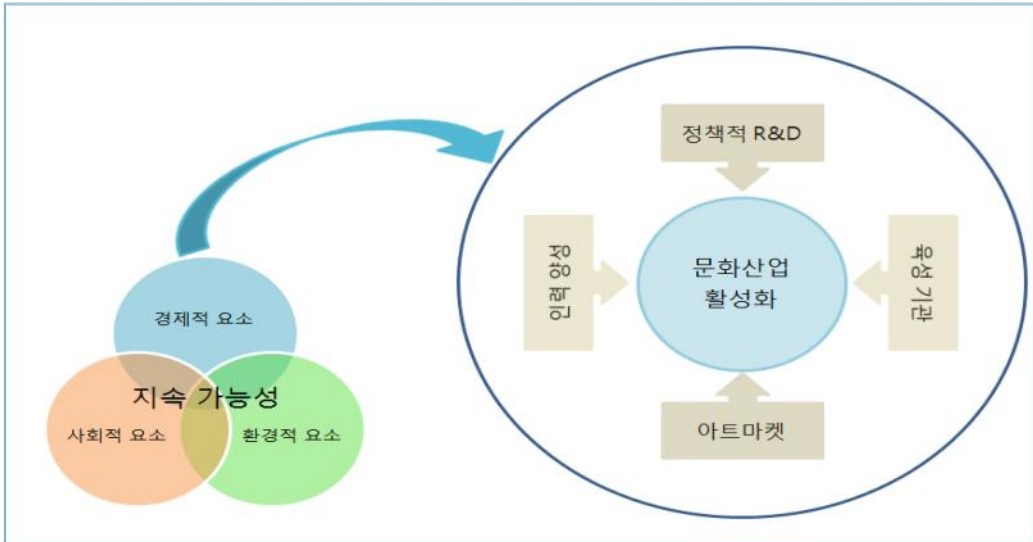 경제적 요소
지속 가능성
사회적 요소
환경적 요소
정책적 R&D
인력 양성
문화산업
활성화
육성 기관
아트마켓